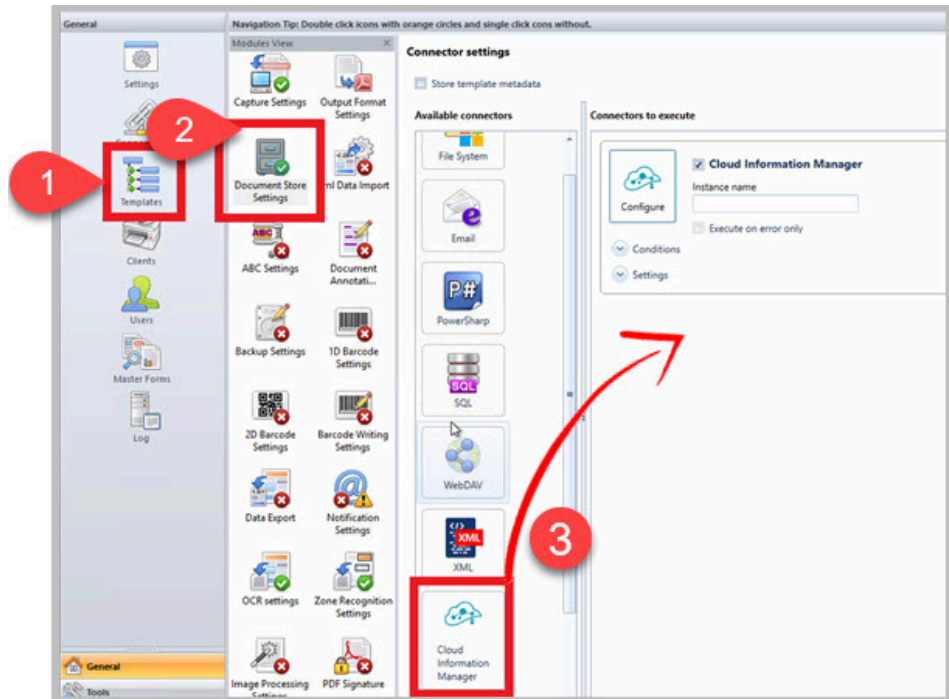 General
Navigation Tip: Double click icons with orange circles and single click cons without.
Settings
1
Templates
Clients
Users
Master Forms
Log
General
Tools
Modules View
Capture Settings
Output Format
Settings
2
Document Store
Settings
ml Data Import
ABC Settings
Document
Annotati...
Backup Settings
1D Barcode
Settings
2D Barcode
Settings
Barcode Writing
Settings
Data Export
Notification
Settings
OCR settings
Zone Recognition
Settings
Image Processing
Settings
PDF Signature
Connector settings
Store template metadata
Available connectors
File System
Email
P#
PowerSharp
SQL
SQL
WebDAV
XML
XML
Cloud
Information
Manager
3
Connectors to execute
Configure
Cloud Information Manager
Instance name
Execute on error only
Conditions
Settings